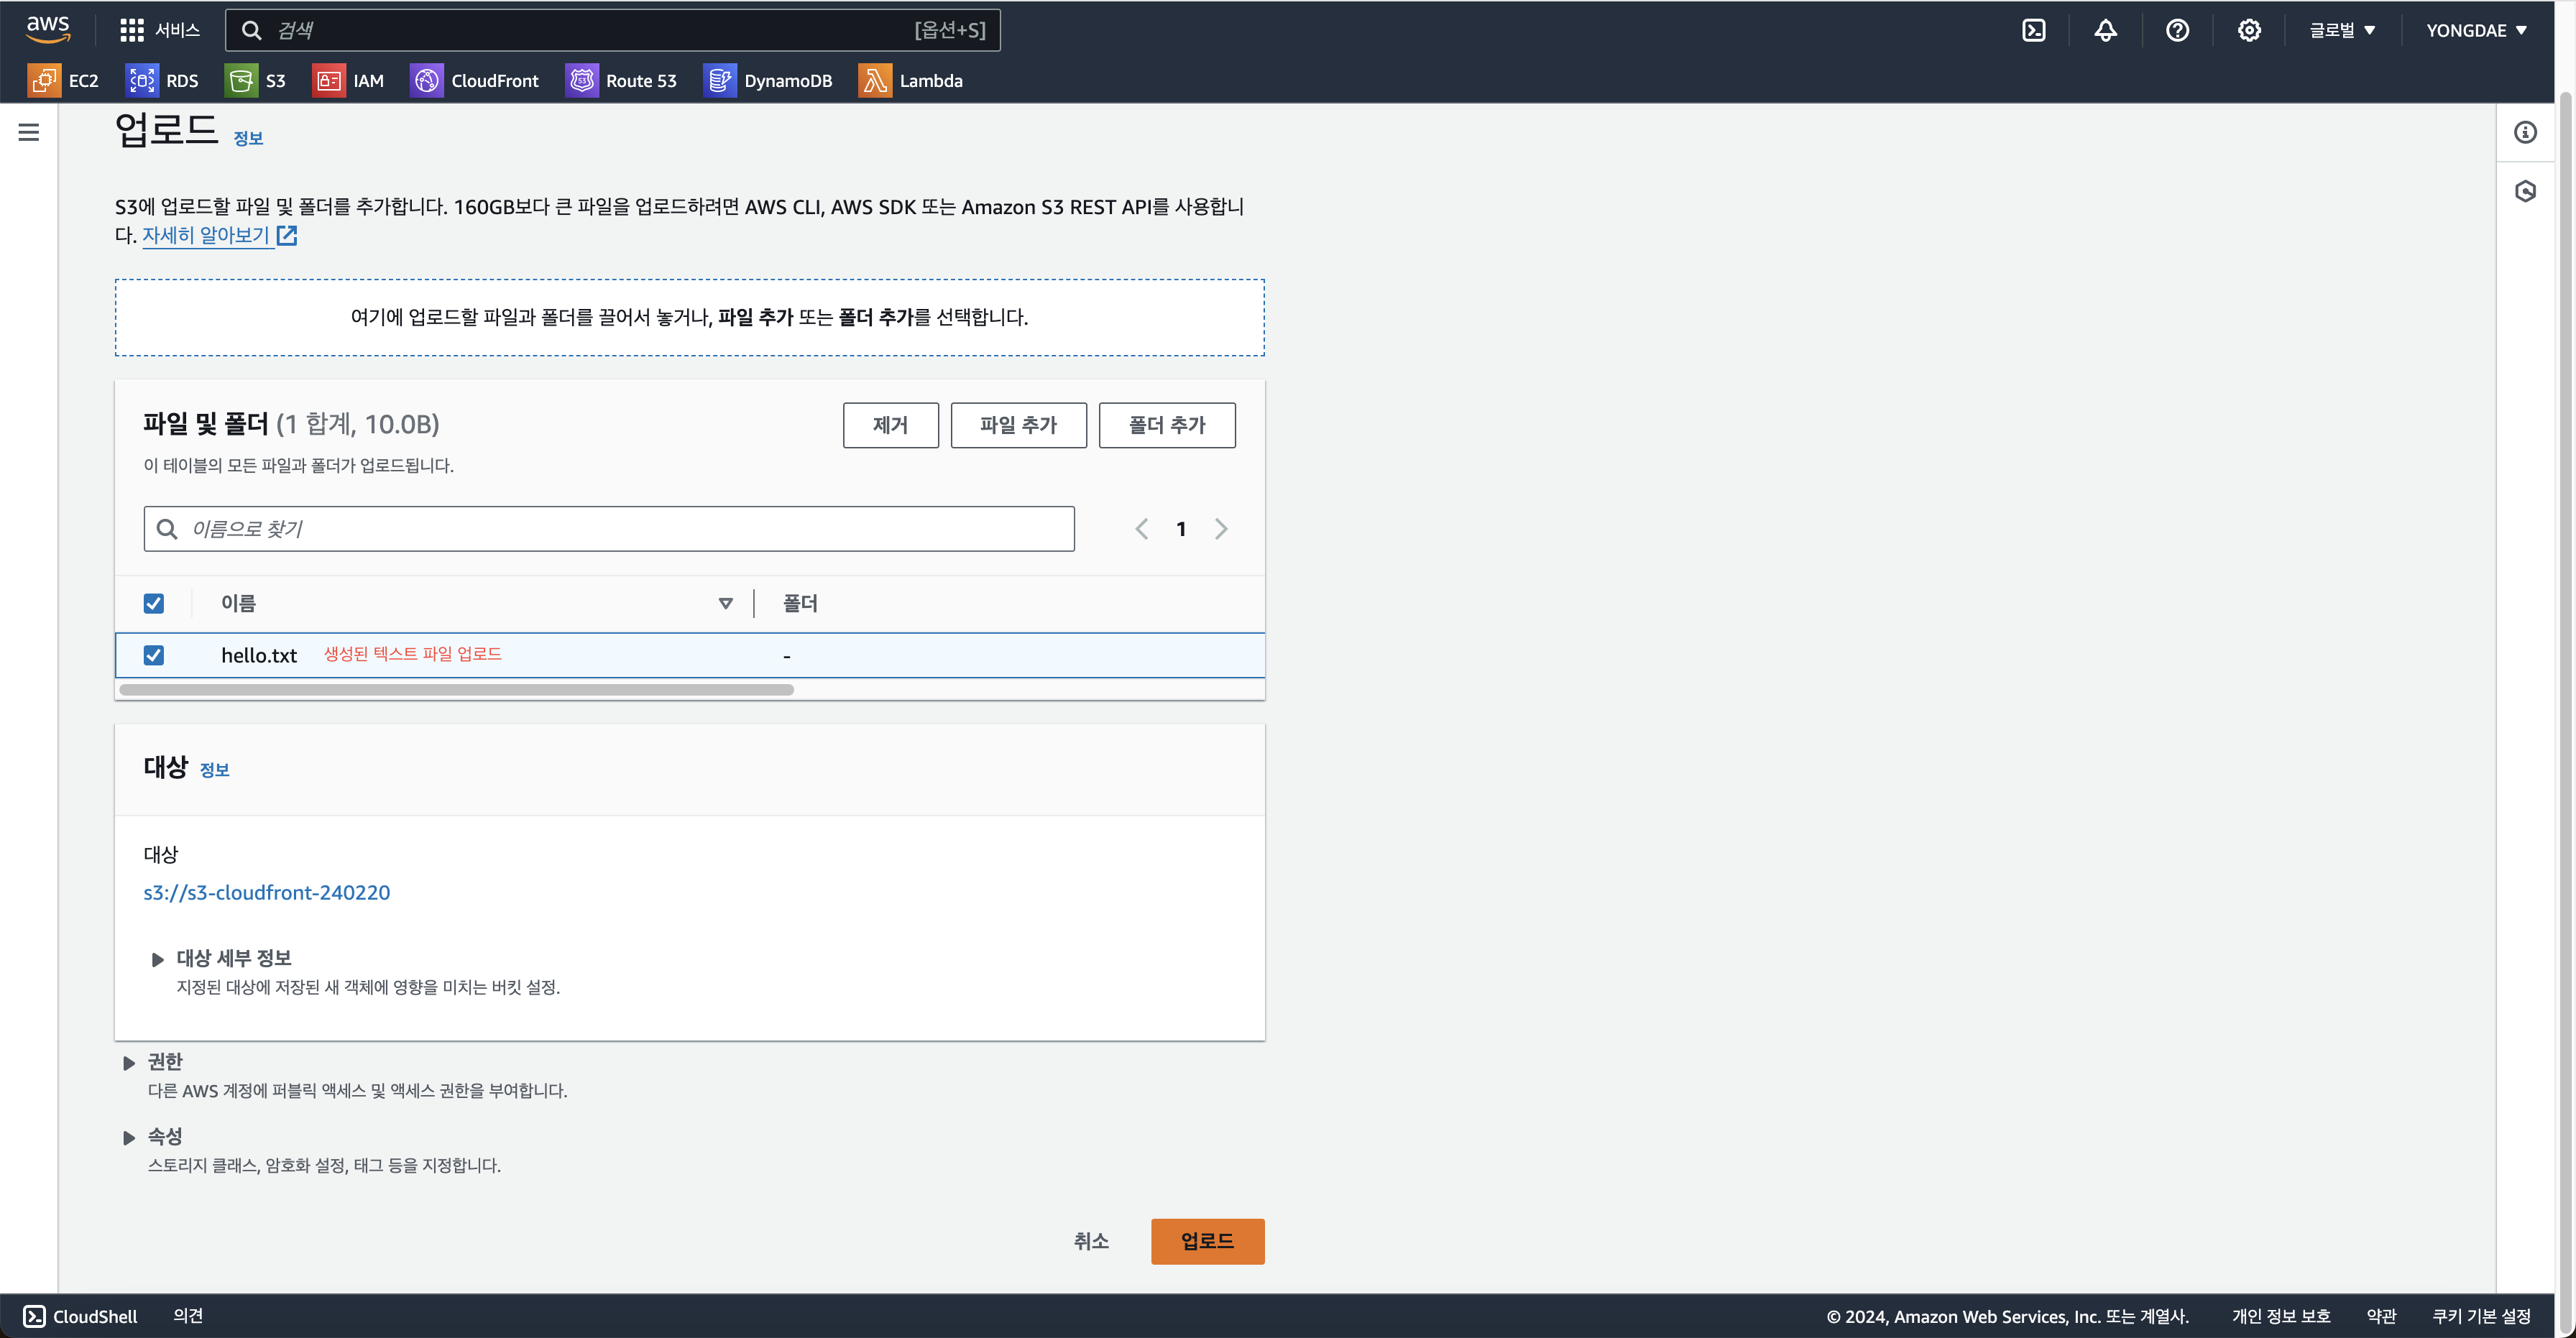 aws
서비스
검색
[옵션+S]
글로벌
YONGDAE
EC2
RDS
S3
IAM
CloudFront
Route 53
DynamoDB
Lambda
업로드 정보
S3에 업로드할 파일 및 폴더를 추가합니다. 160GB보다 큰 파일을 업로드하려면 AWS CLI, AWS SDK 또는 Amazon S3 REST API를 사용합니
다. 자세히 알아보기
여기에 업로드할 파일과 폴더를 끌어서 놓거나, 파일 추가 또는 폴더 추가를 선택합니다.
파일 및 폴더 (1 합계, 10.0B)
제거
파일 추가
폴더 추가
이 테이블의 모든 파일과 폴더가 업로드됩니다.
이름으로 찾기
1
이름
폴더
hello.txt 생성된 텍스트 파일 업로드 -
대상 정보
대상
s3://s3-cloudfront-240220
대상 세부 정보
지정된 대상에 저장된 새 객체에 영향을 미치는 버킷 설정.
권한
다른 AWS 계정에 퍼블릭 액세스 및 액세스 권한을 부여합니다.
속성
스토리지 클래스, 암호화 설정, 태그 등을 지정합니다.
취소
업로드
CloudShell
의견
© 2024, Amazon Web Services, Inc. 또는 계열사.
개인 정보 보호
약관
쿠키 기본 설정